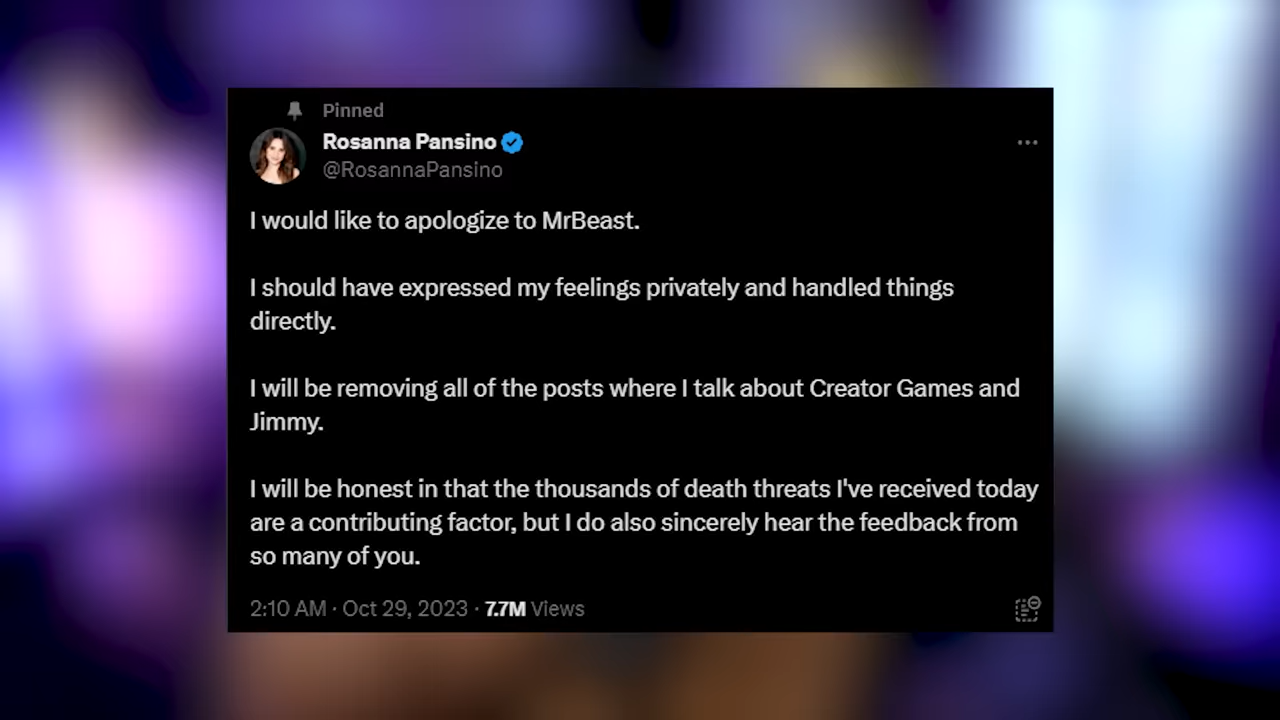 Pinned
Rosanna Pansino
@RosannaPansino
I would like to apologize to MrBeast.
I should have expressed my feelings privately and handled things
directly.
I will be removing all of the posts where I talk about Creator Games and
Jimmy.
I will be honest in that the thousands of death threats I've received today
are a contributing factor, but I do also sincerely hear the feedback from
so many of you.
2:10 AM · Oct 29, 2023 · 7.7M Views